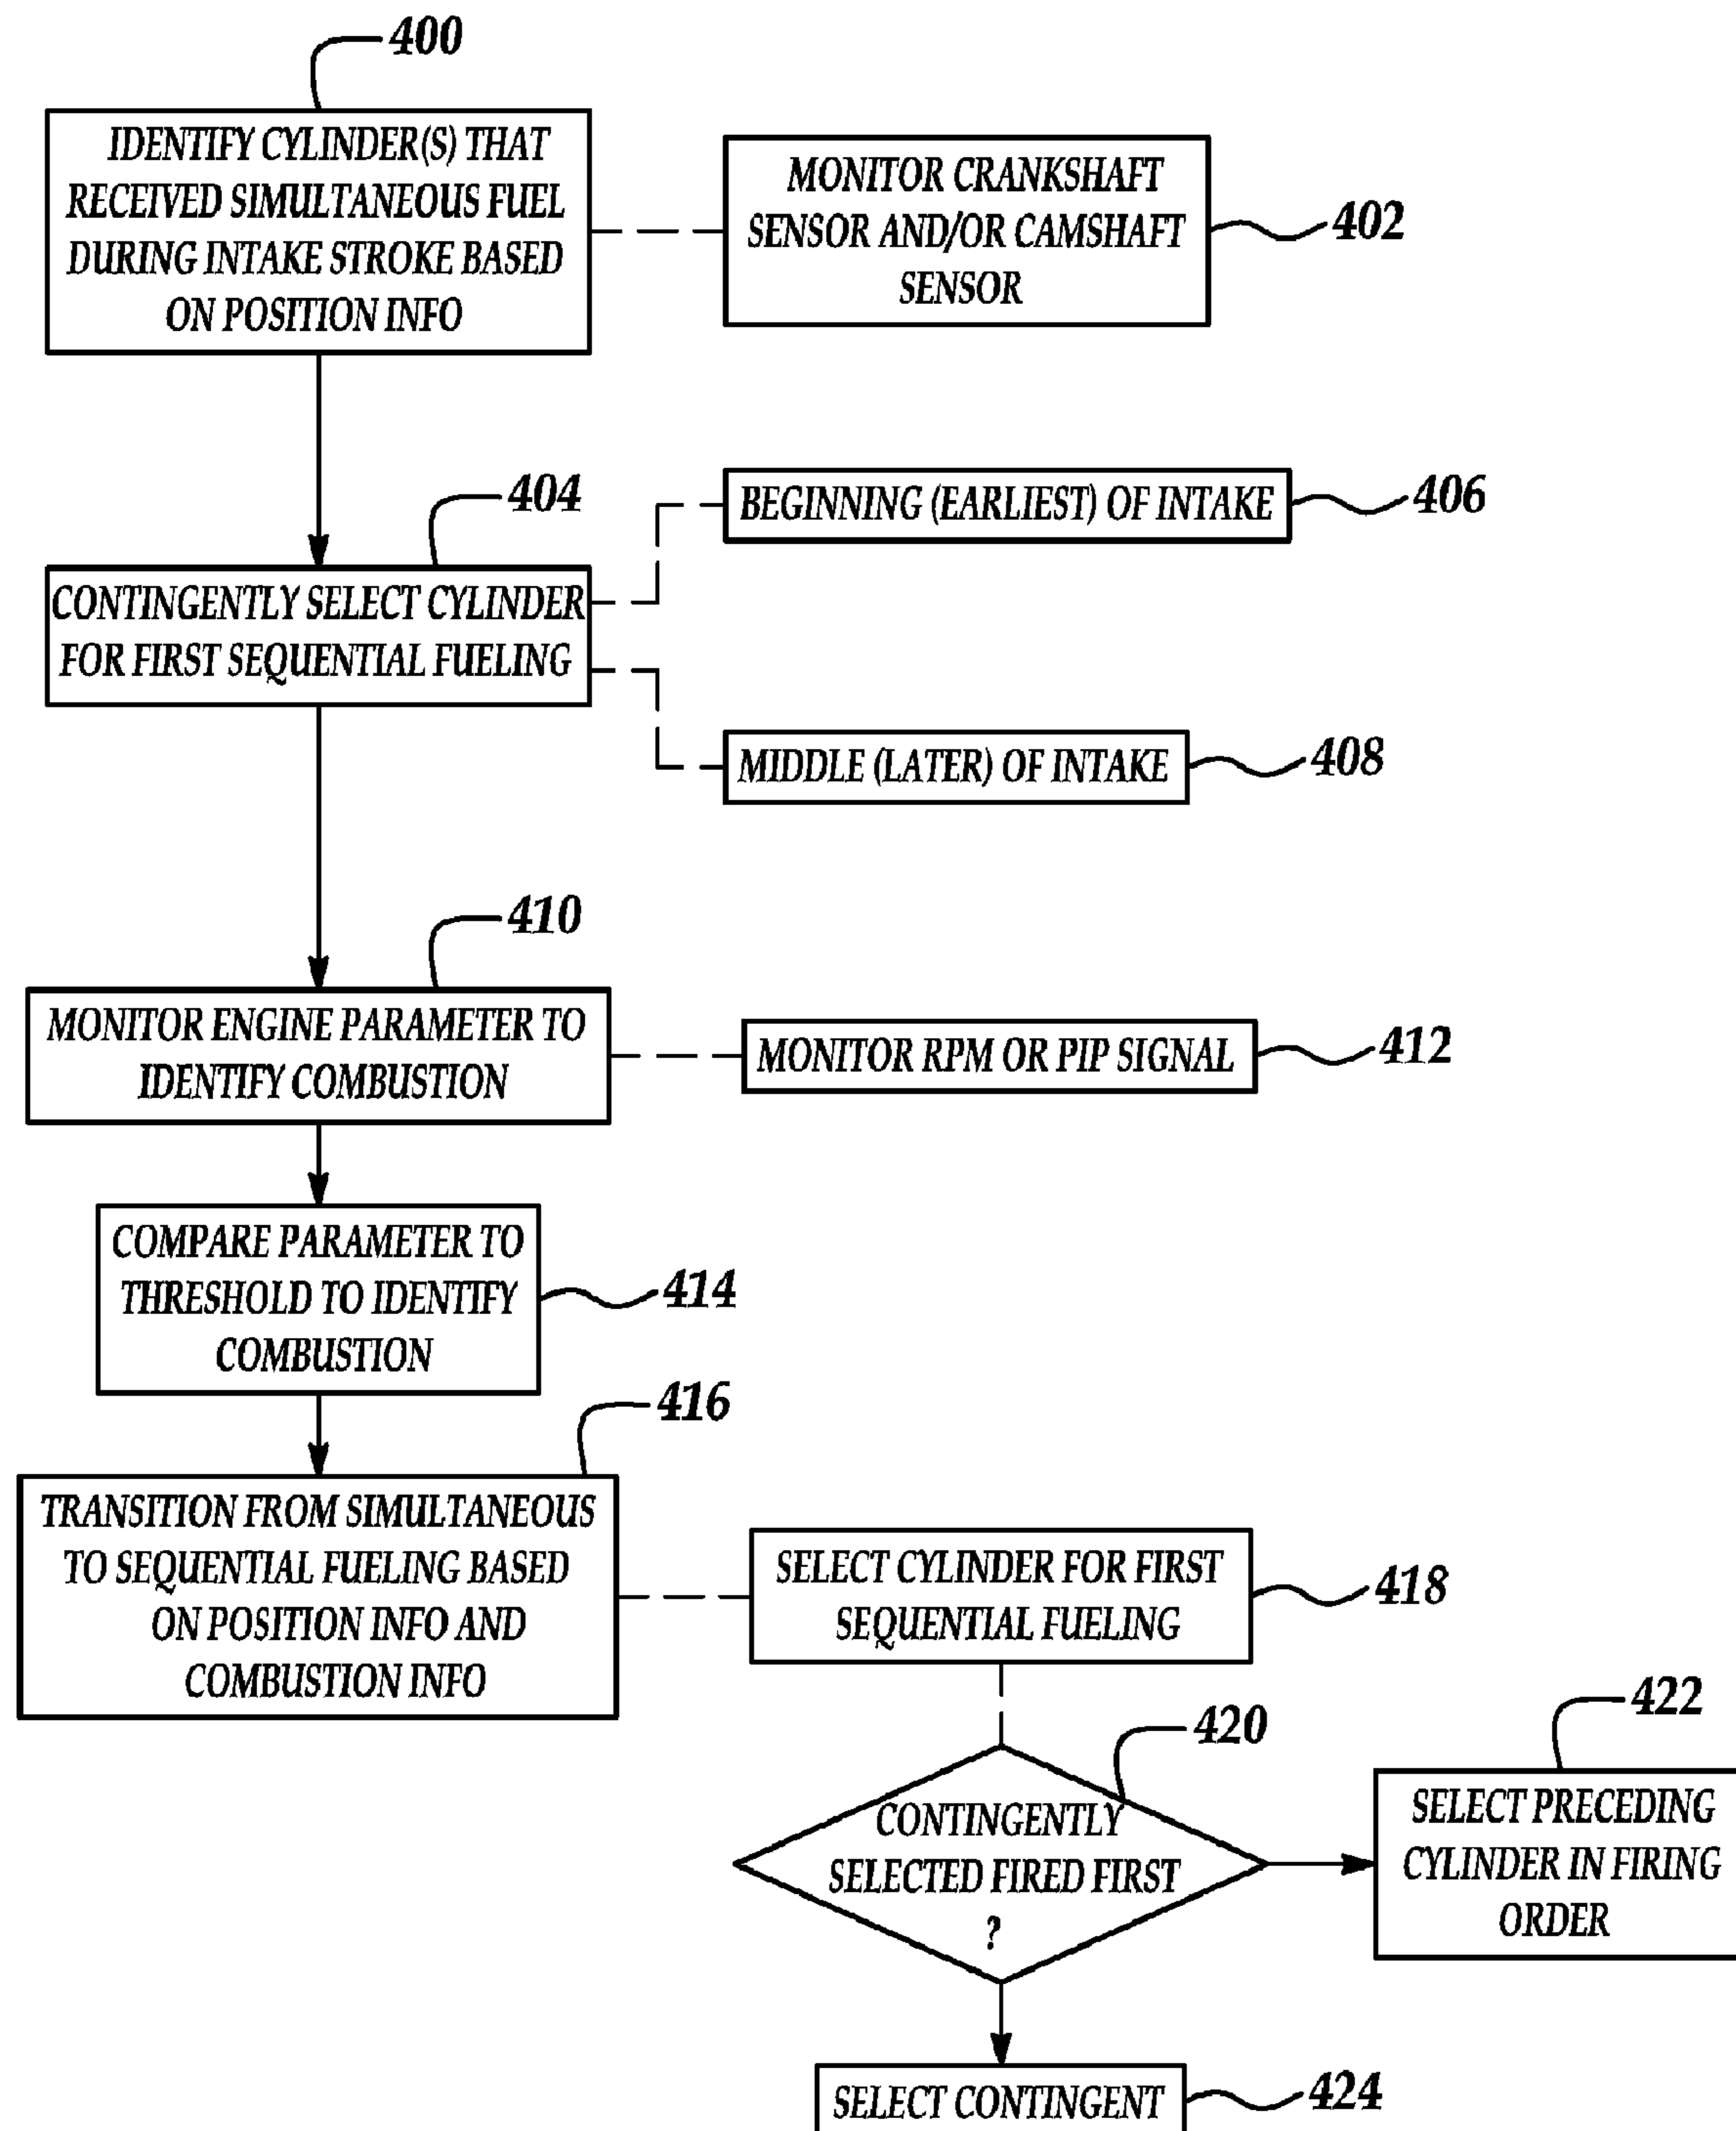 400
IDENTIFY CYLINDER(S) THAT
RECEIVED SIMULTANEOUS FUEL
DURING INTAKE STROKE BASED
ON POSITION INFO
MONITOR CRANKSHAFT
SENSOR AND/OR CAMSHAFT
SENSOR
402
404
CONTINGENTLY SELECT CYLINDER
FOR FIRST SEQUENTIAL FUELING
BEGINNING (EARLIEST) OF INTAKE
406
MIDDLE (LATER) OF INTAKE
408
410
MONITOR ENGINE PARAMETER TO
IDENTIFY COMBUSTION
MONITOR RPM OR PIP SIGNAL
412
COMPARE PARAMETER TO
THRESHOLD TO IDENTIFY
COMBUSTION
414
416
TRANSITION FROM SIMULTANEOUS
TO SEQUENTIAL FUELING BASED
ON POSITION INFO AND
COMBUSTION INFO
SELECT CYLINDER FOR FIRST
SEQUENTIAL FUELING
418
420
CONTINGENTLY
SELECTED FIRED FIRST
?
422
SELECT PRECEDING
CYLINDER IN FIRING
ORDER
SELECT CONTINGENT
424